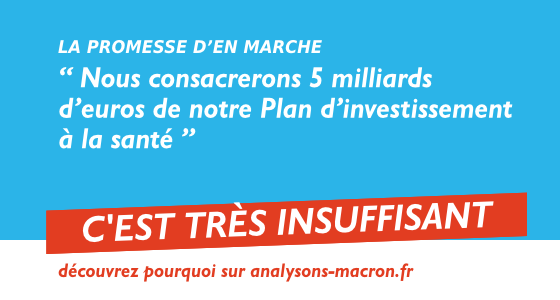 LA PROMESSE D’EN MARCHE
“ Nous consacrerons 5 milliards
d’euros de notre Plan d’investissement
à la santé ”
C'EST TRÈS INSUFFISANT
découvrez pourquoi sur analysons-macron.fr